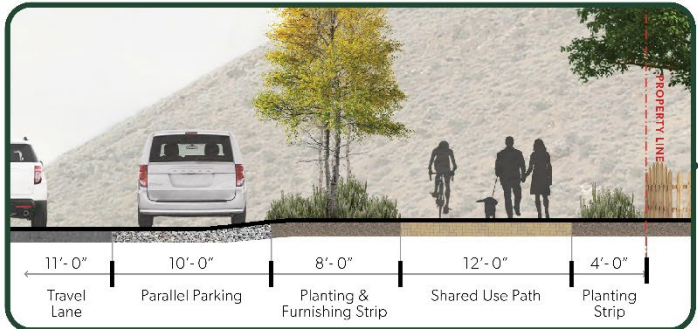 PROPERTY LINE
11'-0"
10'-0"
8'-0"
12'-0"
4'-0"
Travel
Lane
Parallel Parking
Planting &
Furnishing Strip
Shared Use Path
Planting
Strip